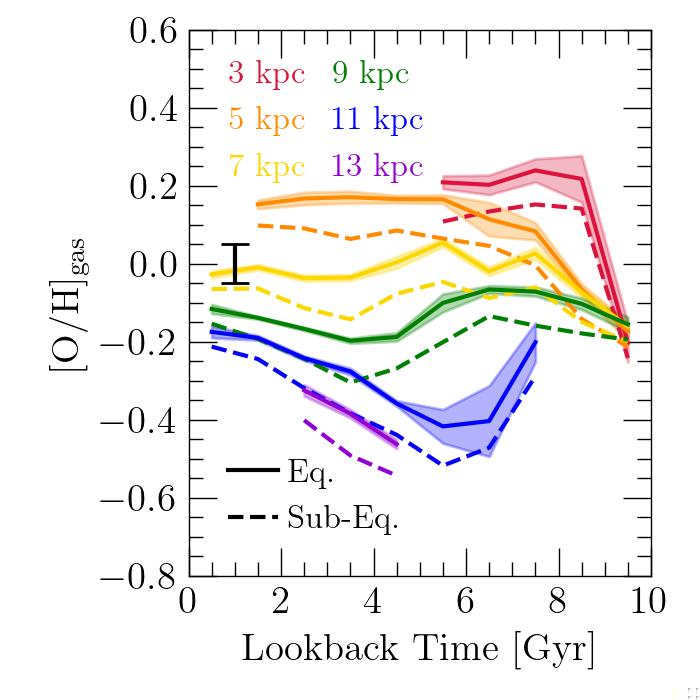 0.6
0.4
0.2
0.0
−0.2
−0.4
−0.6
−0.8
[O/H]gas
3 kpc 9 kpc
5 kpc 11 kpc
7 kpc 13 kpc
Eq.
Sub-Eq.
0 2 4 6 8 10
Lookback Time [Gyr]